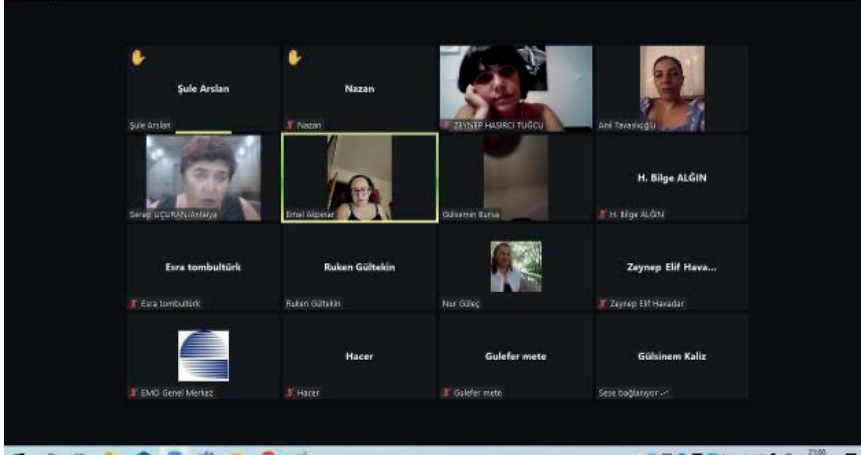 Şule Arslan
Şule Arslan
Nazan
Nazan
ZEYNEP HASIRCI TUĞCU
Anıl Tavaslıoğlu
Serap UÇURAN/Antalya
Emel Akpınar
Gülsemin Bursa
H. Bilge ALĞIN
H. Bilge ALĞIN
Esra tombultürk
Esra tombultürk
Ruken Gültekin
Ruken Gültekin
Nur Güleç
Zeynep Elif Hava...
Zeynep Elif Havadar
EMO Genel Merkez
Hacer
Hacer
Gulefer mete
Gulefer mete
Gülsinem Kaliz
Sese bağlanıyor